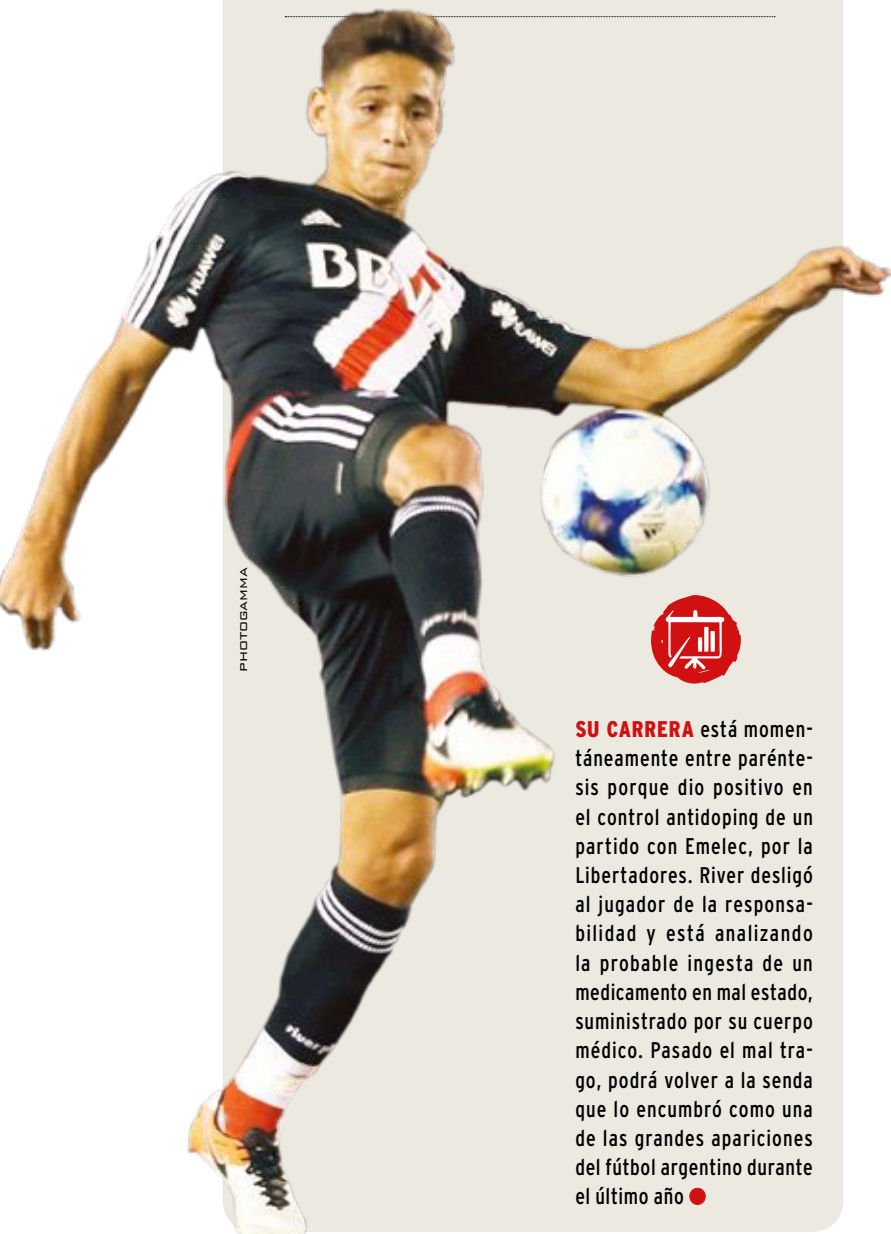 HUAWEI
BBVA
HUAWEI
PHOTOGAMMA
SU CARRERA está momen-
táneamente entre parénte-
sis porque dio positivo en
el control antidoping de un
partido con Emelec, por la
Libertadores. River desligó
al jugador de la responsa-
bilidad y está analizando
la probable ingesta de un
medicamento en mal estado,
suministrado por su cuerpo
médico. Pasado el mal tra-
go, podrá volver a la senda
que lo encumbró como una
de las grandes apariciones
del fútbol argentino durante
el último año